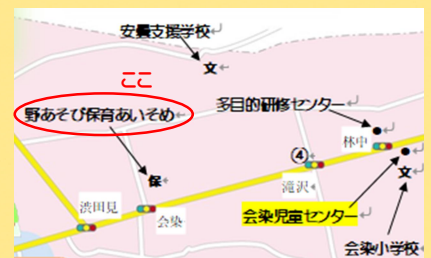 安曇支援学校
文
ここ
野あそび保育あいそめ
多目的研修センター
林中
④
保
文
滝沢
渋田見
会染
会染児童センター
会染小学校